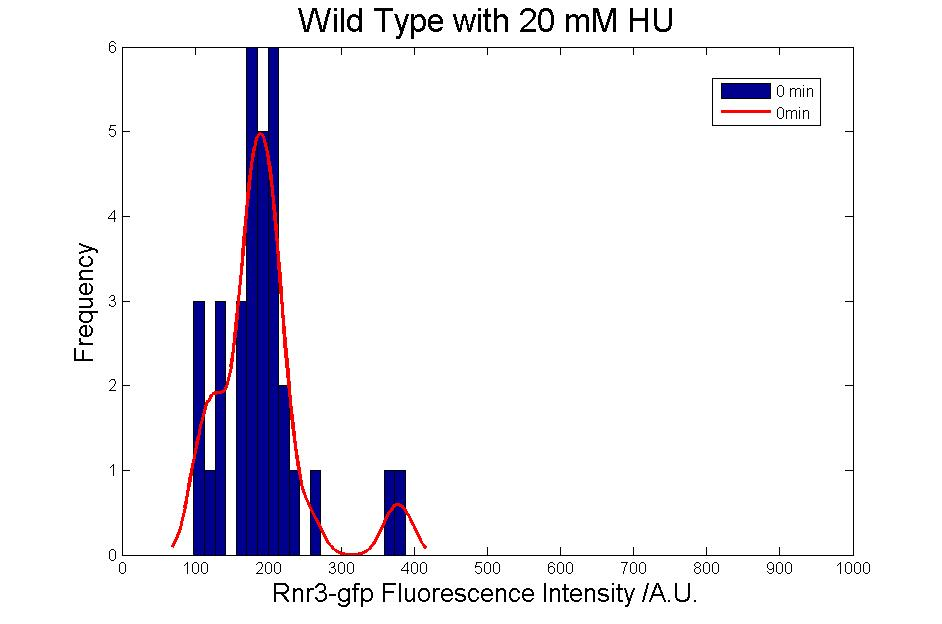 Wild Type with 20 mM HU
0 min
0min
6
5
4
3
2
1
0
Frequency
0 100 200 300 400 500 600 700 800 900 1000
Rnr3-gfp Fluorescence Intensity /A.U.